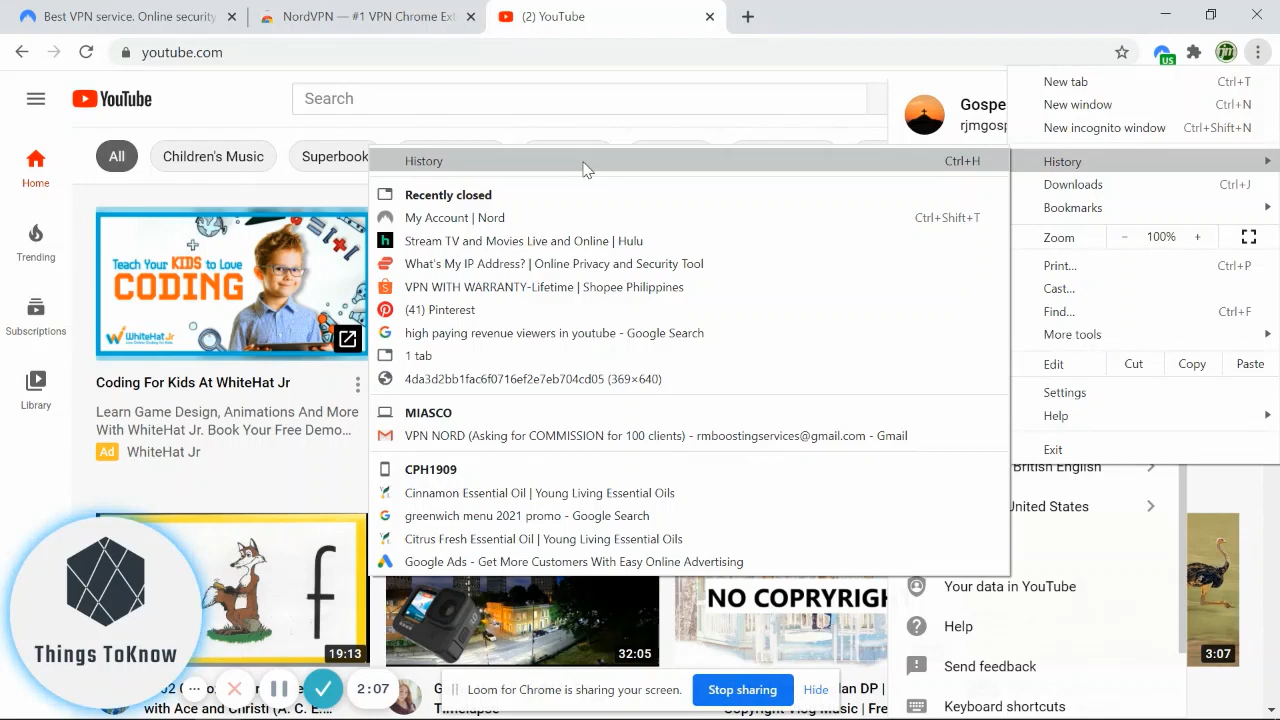 Best VPN service. Online security
NordVPN — #1 VPN Chrome Ext
(2) YouTube
youtube.com
US
rjm
YouTube
Search
Gospe
rjmgosp
New tab Ctrl+T
New window Ctrl+N
New incognito window Ctrl+Shift+N
History
Downloads Ctrl+J
Bookmarks
Zoom - 100% +
Print... Ctrl+P
Cast...
Find... Ctrl+F
More tools
Edit Cut Copy Paste
Settings
Help
Exit
History Ctrl+H
Recently closed
My Account | Nord Ctrl+Shift+T
Stream TV and Movies Live and Online | Hulu
What's My IP Address? | Online Privacy and Security Tool
VPN WITH WARRANTY-Lifetime | Shopee Philippines
(41) Pinterest
high paying revenue viewers in youtube - Google Search
1 tab
4da3d2bb1fac6f0716ef2e7eb704cd05 (369×640)
MIASCO
VPN NORD (Asking for COMMISSION for 100 clients) - rmboostingservices@gmail.com - Gmail
CPH1909
Cinnamon Essential Oil | Young Living Essential Oils
greenwich menu 2021 promo - Google Search
Citrus Fresh Essential Oil | Young Living Essential Oils
Google Ads - Get More Customers With Easy Online Advertising
Home
Trending
Subscriptions
Library
All
Children's Music
Superbook
TEACH YOUR KIDS TO LOVE
CODING
WhiteHat Jr
Coding For Kids At WhiteHat Jr
Learn Game Design, Animations And More
With WhiteHat Jr. Book Your Free Demo...
Ad WhiteHat Jr
f
19:13
32:05
NO COPYRIGH
3:07
British English
United States
Your data in YouTube
Help
Send feedback
Keyboard shortcuts
Things ToKnow
2:07
with Ace and Christi (A. C. E.
Timelapse
an DP |
Copyright Vlog Music | Free
Loom for Chrome is sharing your screen.
Stop sharing
Hide